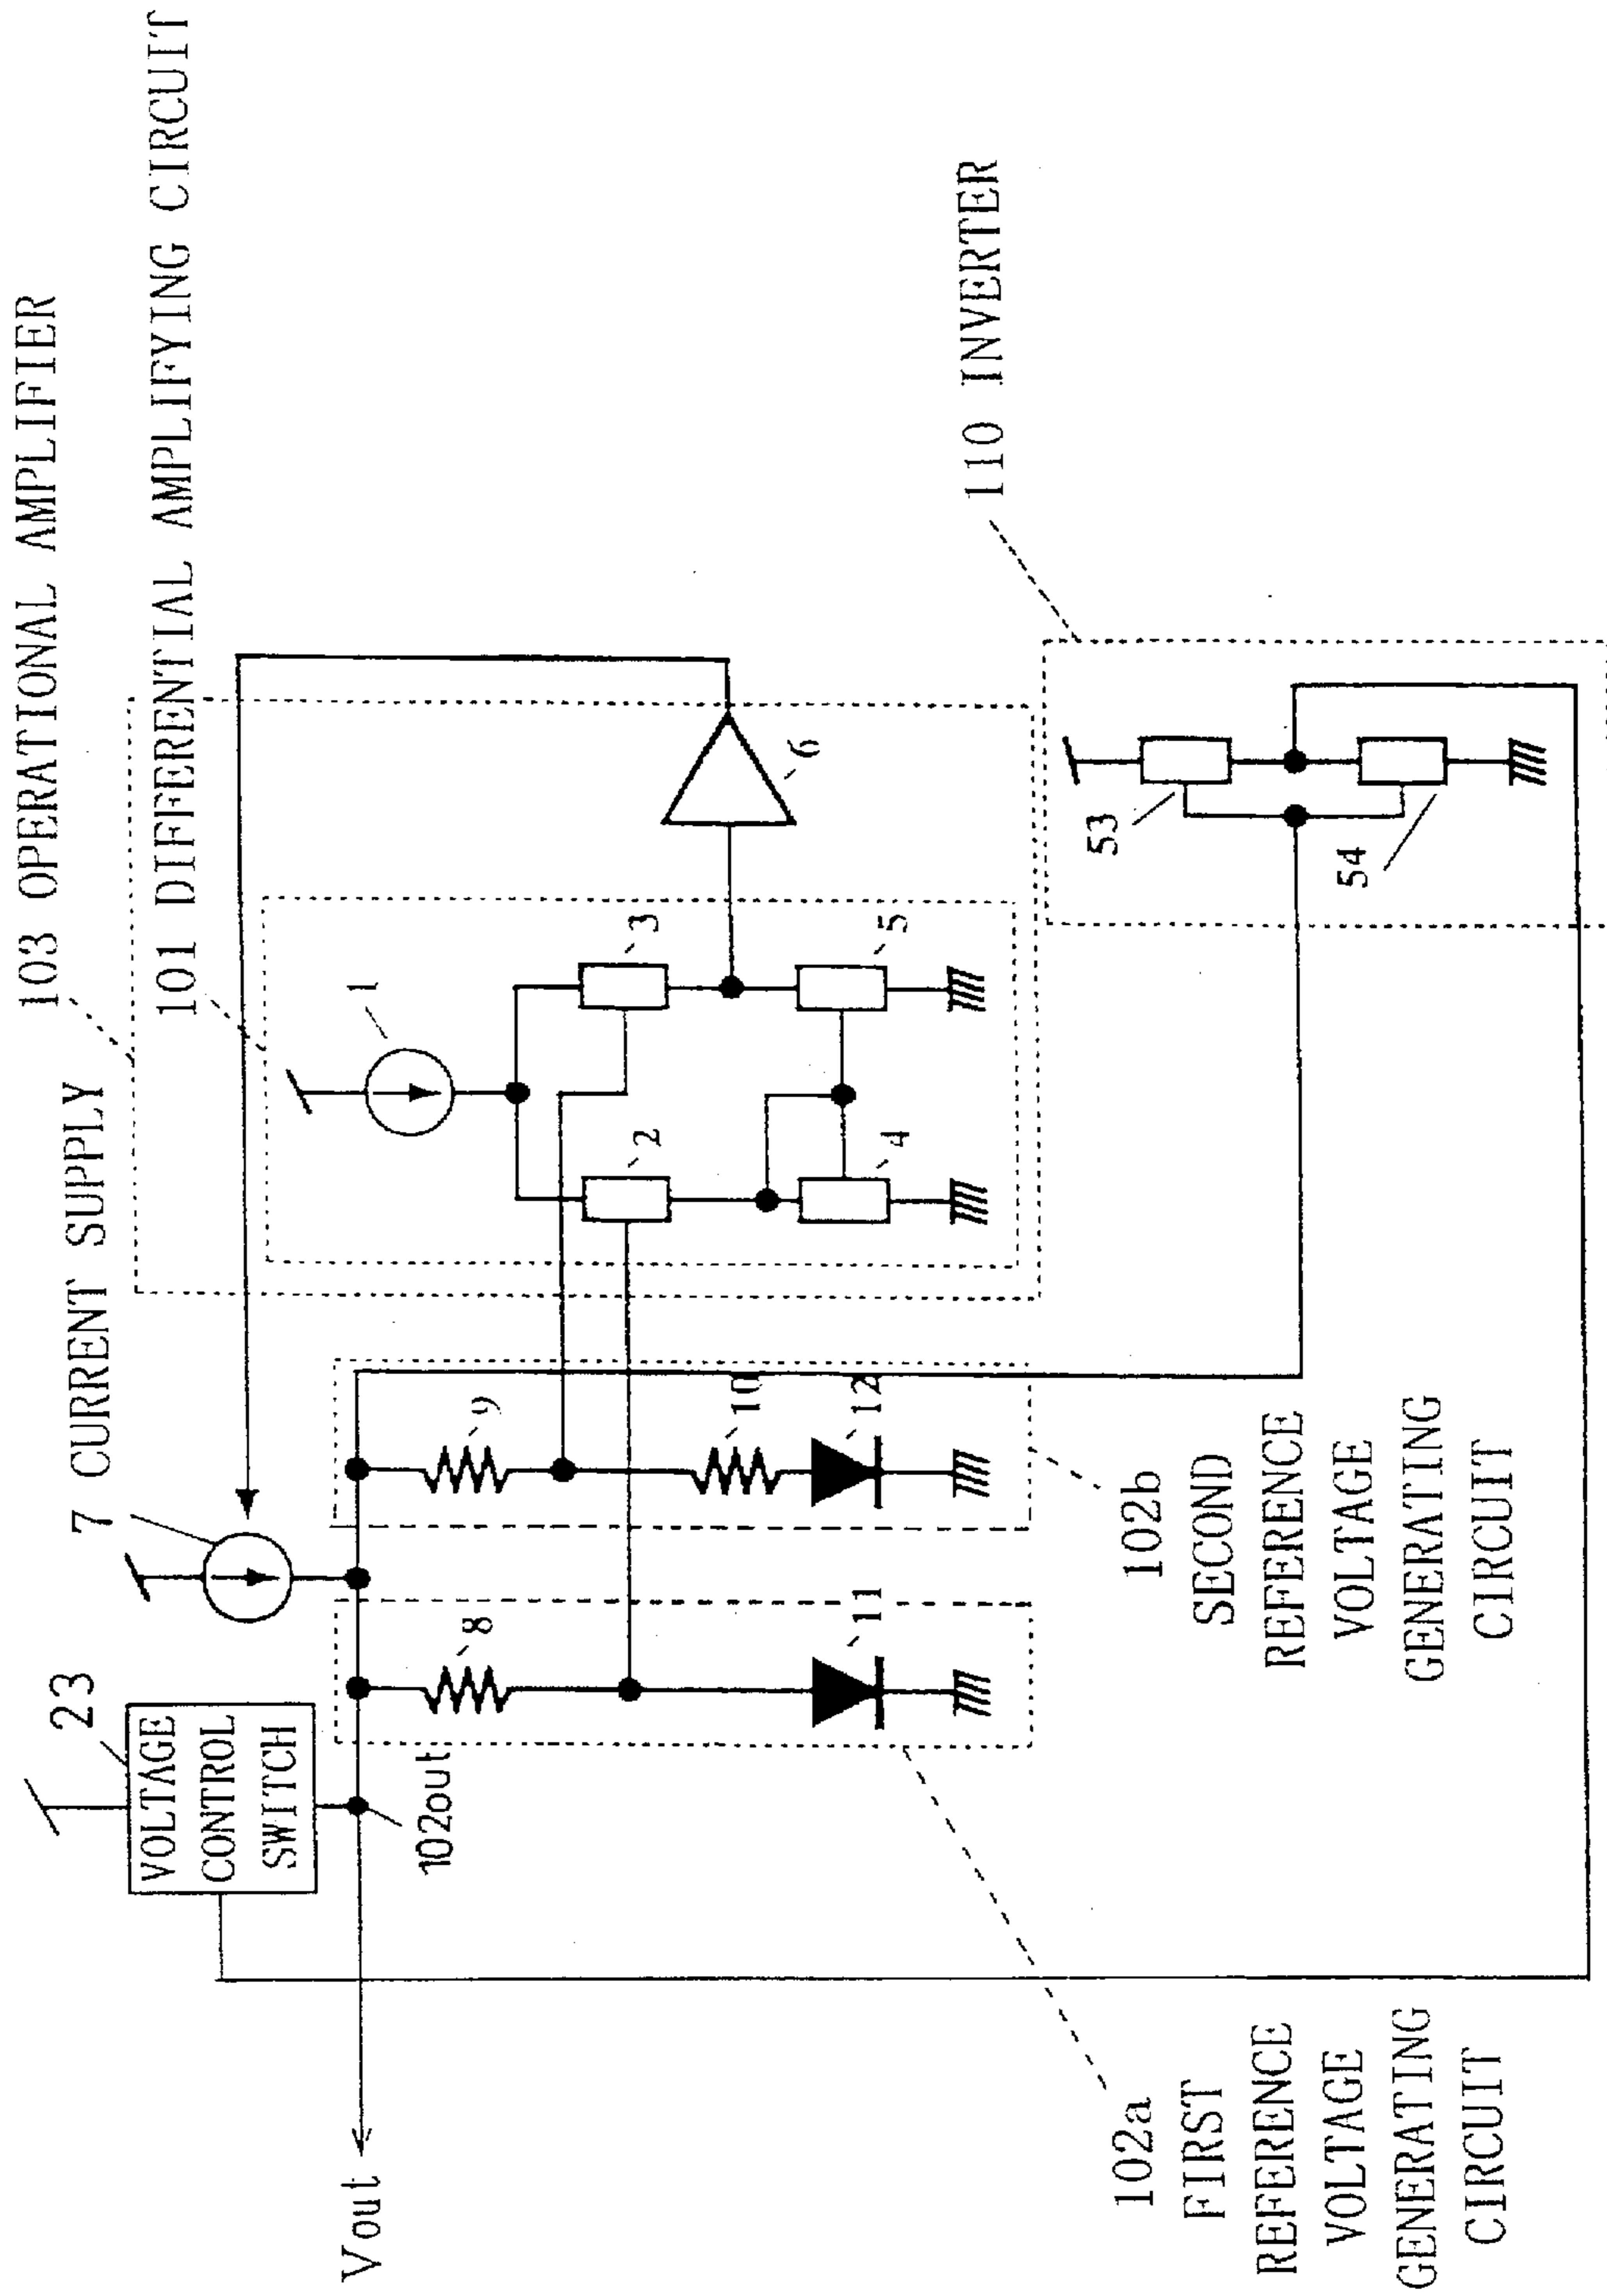 103 OPERATIONAL AMPLIFIER
101 DIFFERENTIAL AMPLIFYING CIRCUIT
7 CURRENT SUPPLY
23
VOLTAGE
CONTROL
SWITCH
1
2
3
4
5
6
8
9
10
11
12
102out
Vout
110 INVERTER
53
54
102a
FIRST
REFERENCE
VOLTAGE
GENERATING
CIRCUIT
102b
SECOND
REFERENCE
VOLTAGE
GENERATING
CIRCUIT